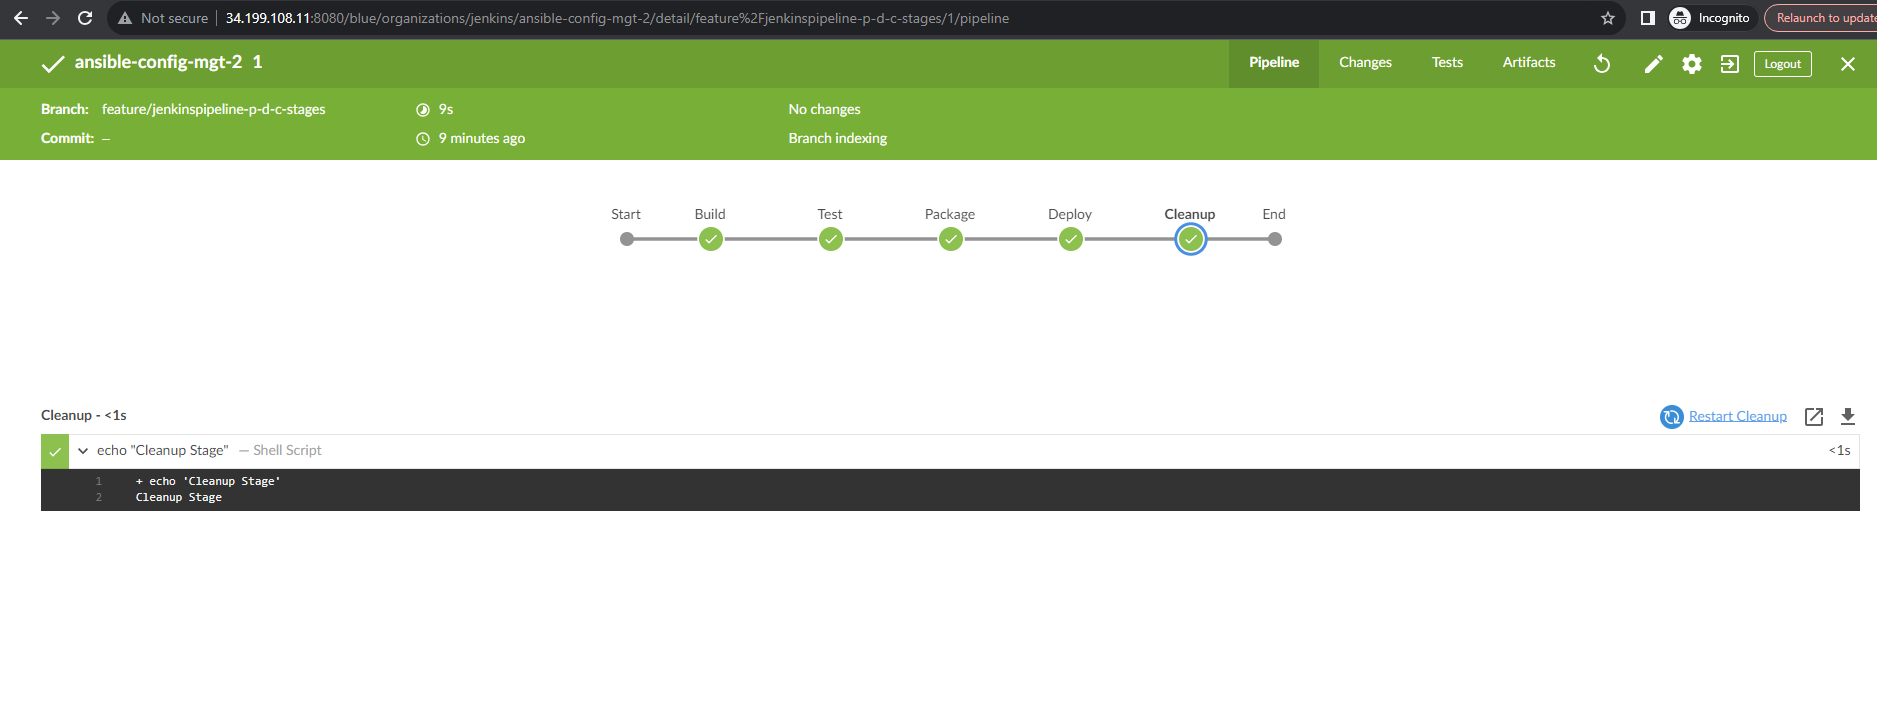 Not secure 34.199.108.11:8080/blue/organizations/jenkins/ansible-config-mgt-2/detail/feature%2Fjenkinspipeline-p-d-c-stages/1/pipeline Incognito Relaunch to update
ansible-config-mgt-2 1 Pipeline Changes Tests Artifacts Logout
Branch: feature/jenkinspipeline-p-d-c-stages 9s No changes
Commit: – 9 minutes ago Branch indexing
Start Build Test Package Deploy Cleanup End
Cleanup - <1s Restart Cleanup
echo "Cleanup Stage" — Shell Script <1s
1 + echo 'Cleanup Stage'
2 Cleanup Stage